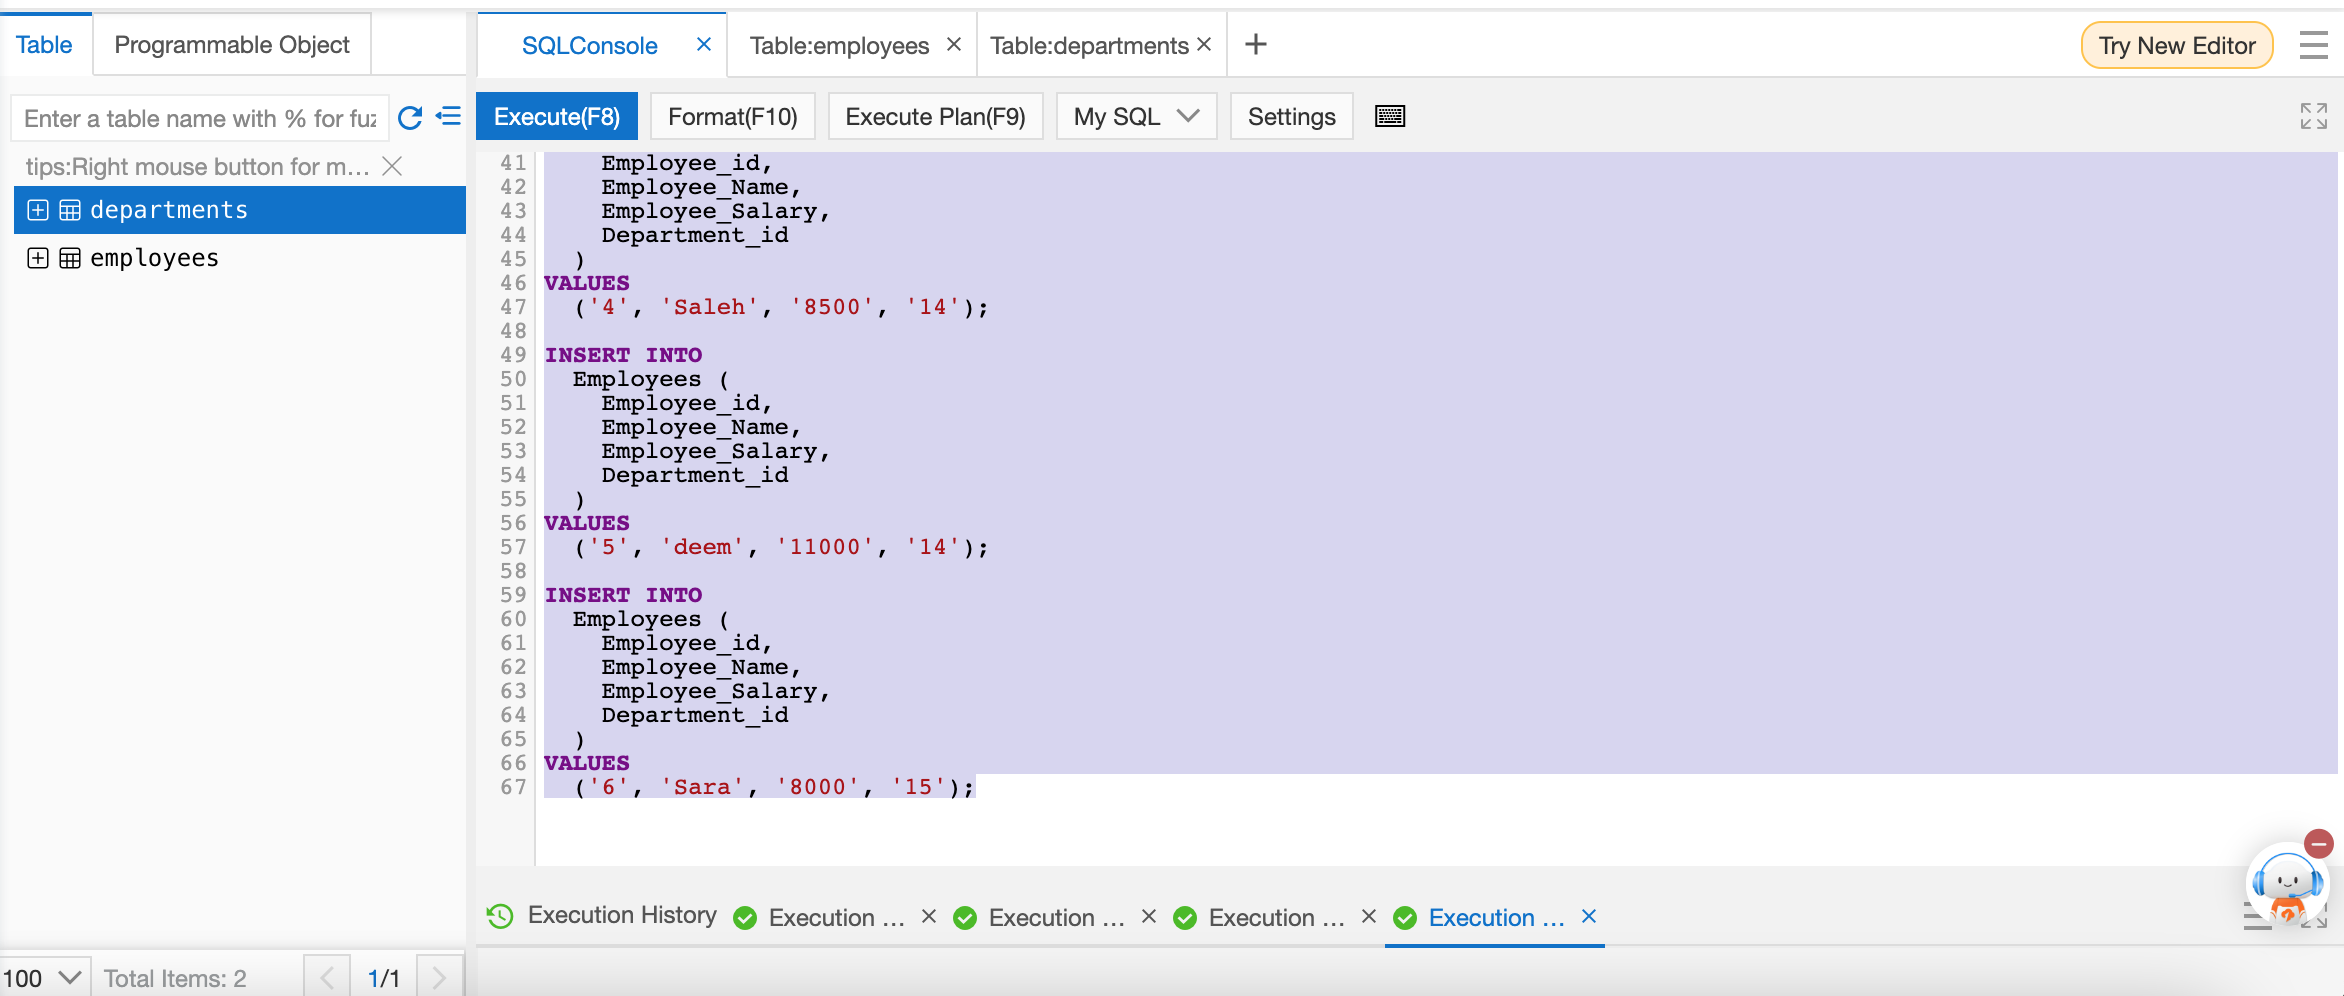 Table
Programmable Object
SQLConsole
Table:employees
Table:departments
Try New Editor
Enter a table name with % for fuz
Execute(F8)
Format(F10)
Execute Plan(F9)
My SQL
Settings
tips:Right mouse button for m...
departments
employees
41 Employee_id,
42 Employee_Name,
43 Employee_Salary,
44 Department_id
45 )
46 VALUES
47 ('4', 'Saleh', '8500', '14');
48
49 INSERT INTO
50 Employees (
51 Employee_id,
52 Employee_Name,
53 Employee_Salary,
54 Department_id
55 )
56 VALUES
57 ('5', 'deem', '11000', '14');
58
59 INSERT INTO
60 Employees (
61 Employee_id,
62 Employee_Name,
63 Employee_Salary,
64 Department_id
65 )
66 VALUES
67 ('6', 'Sara', '8000', '15');
Execution History
Execution ...
Execution ...
Execution ...
Execution ...
100
Total Items: 2
1/1